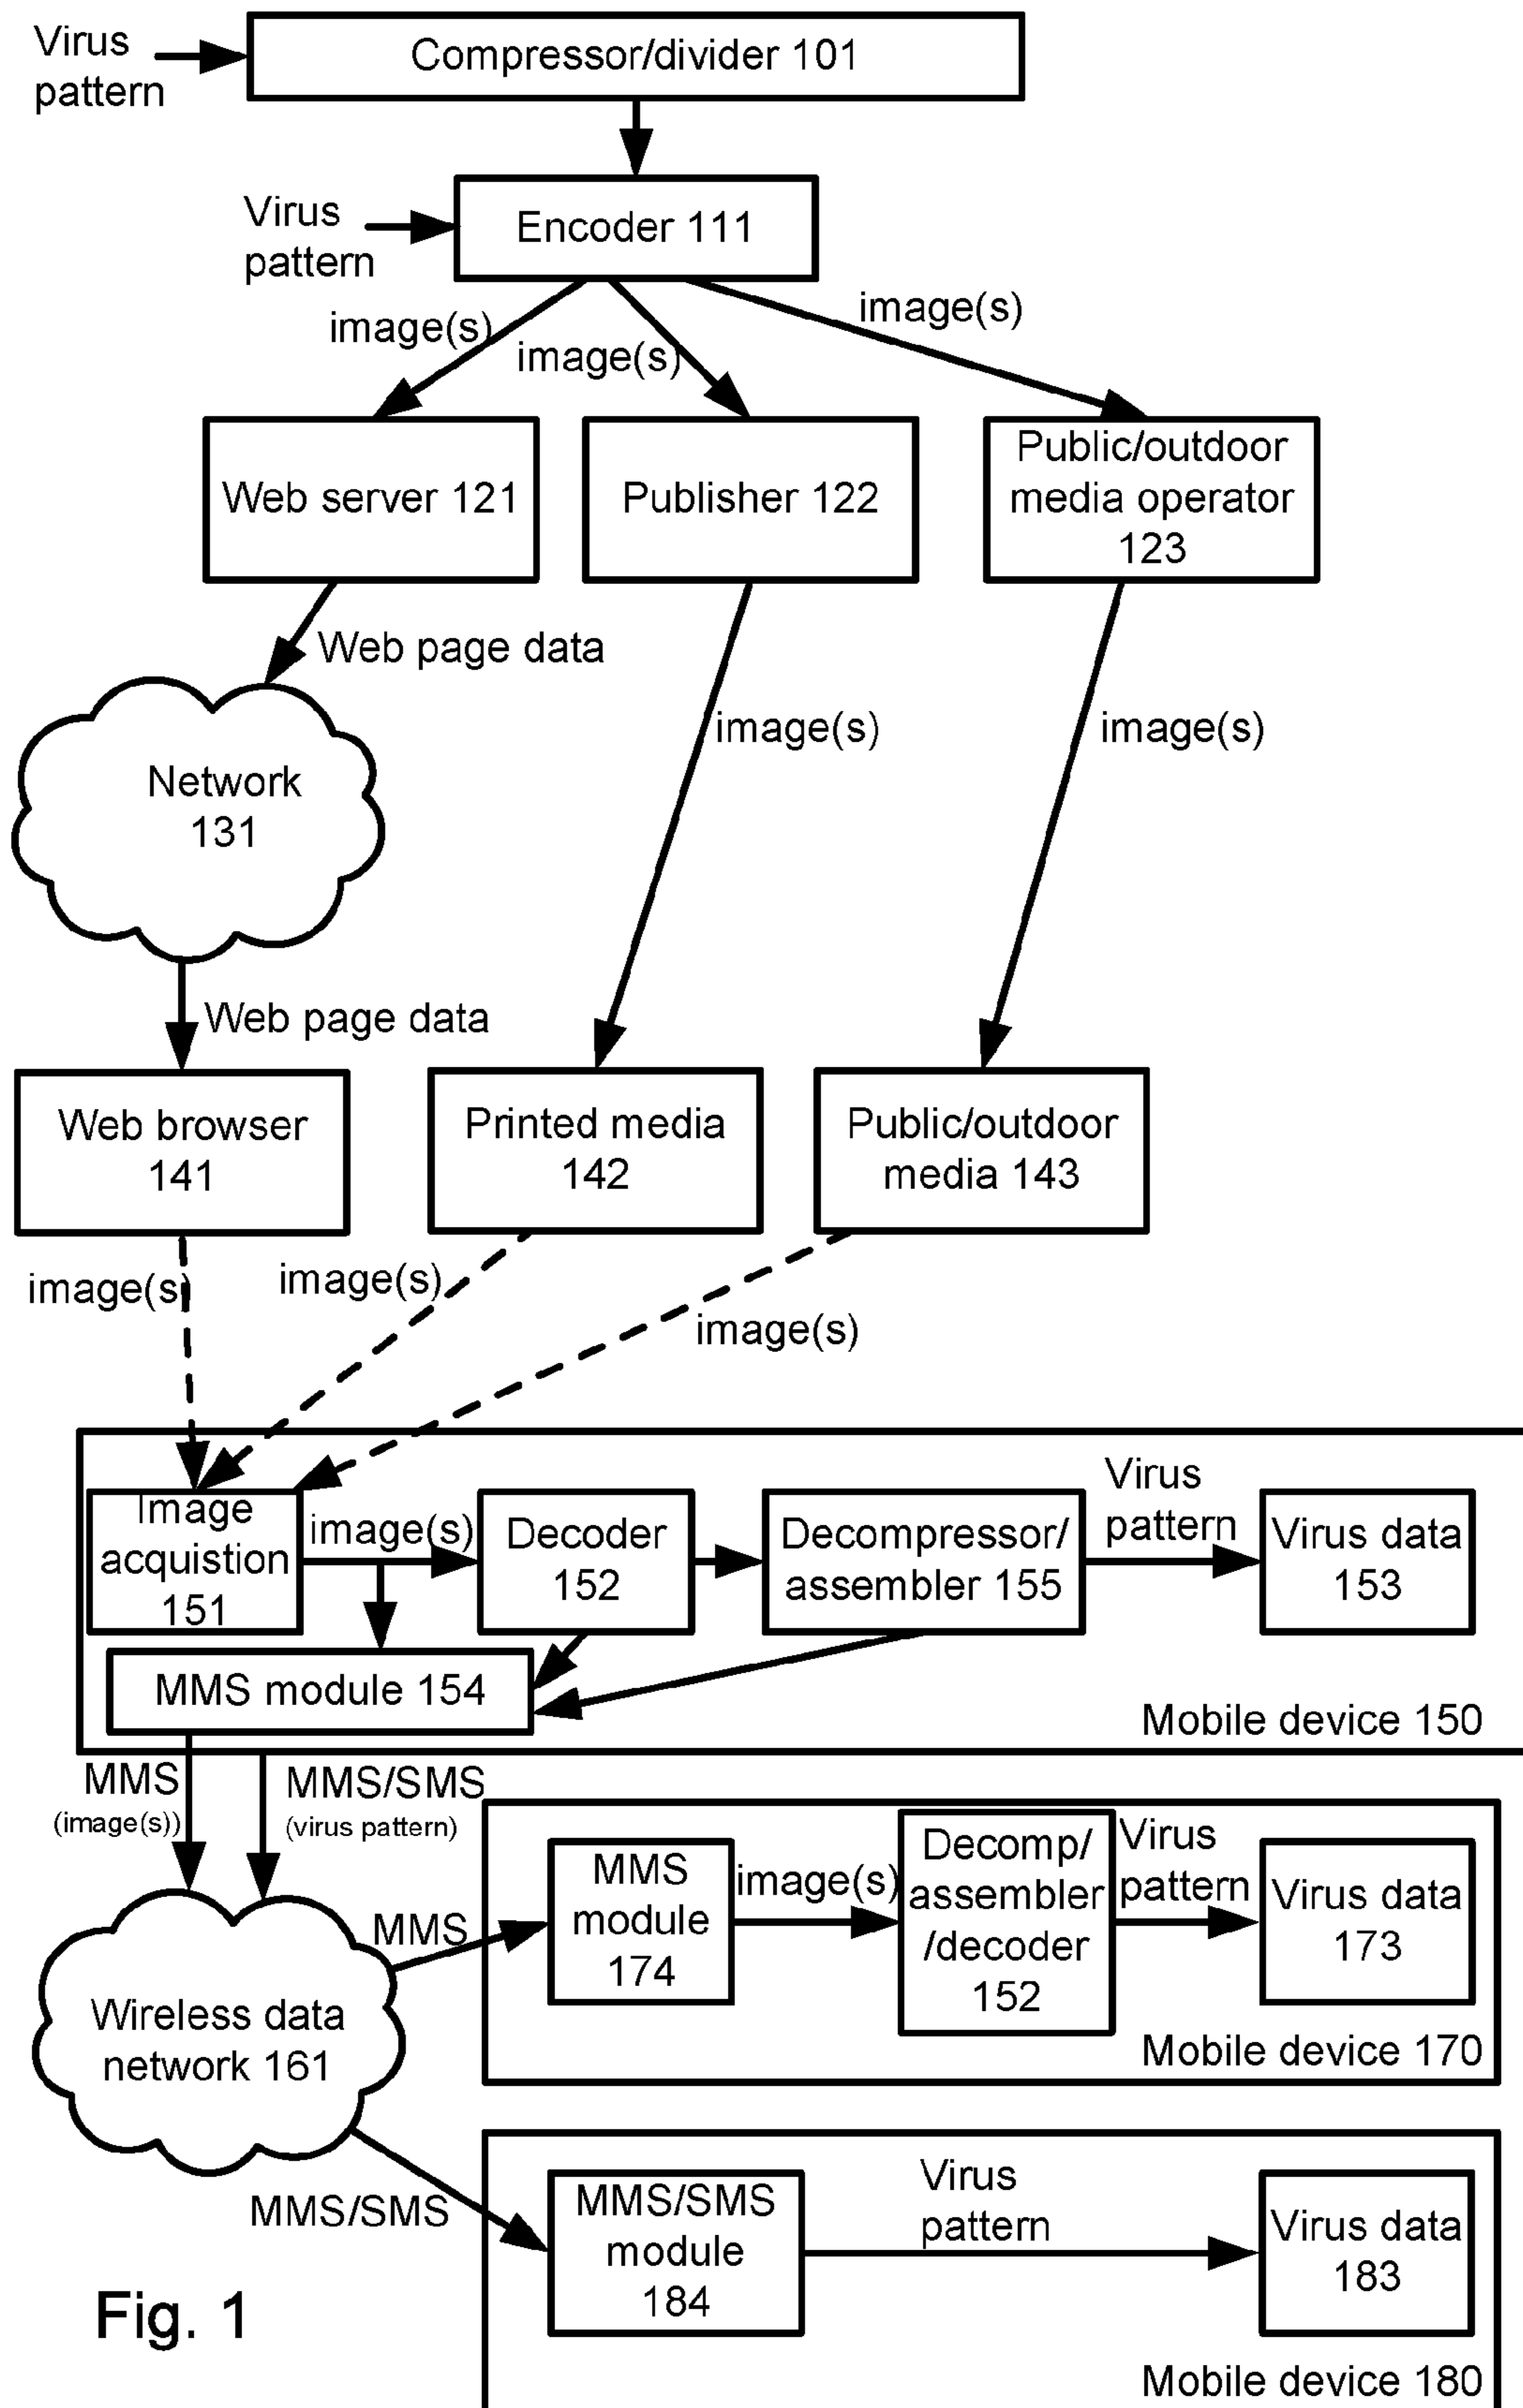 Virus
pattern
Compressor/divider 101
Virus
pattern
Encoder 111
image(s)
image(s)
image(s)
Web server 121
Publisher 122
Public/outdoor
media operator
123
Web page data
image(s)
image(s)
Network
131
Web page data
Web browser
141
Printed media
142
Public/outdoor
media 143
image(s)
image(s)
image(s)
Image
acquistion
151
image(s)
Decoder
152
Decompressor/
assembler 155
Virus
pattern
Virus data
153
MMS module 154
Mobile device 150
MMS
(image(s))
MMS/SMS
(virus pattern)
MMS
MMS
module
174
image(s)
Decomp/
assembler
/decoder
152
Virus
pattern
Virus data
173
Mobile device 170
Wireless data
network 161
MMS/SMS
MMS/SMS
module
184
Virus
pattern
Virus data
183
Mobile device 180
Fig. 1